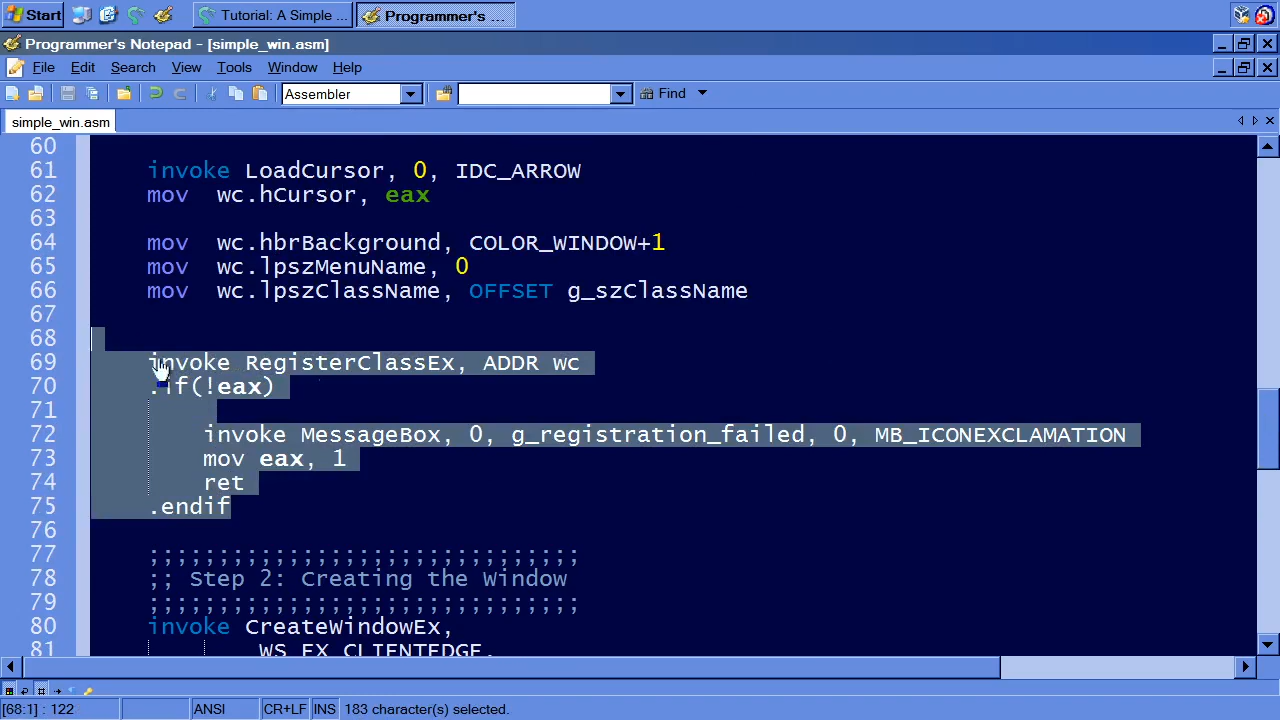 Start
Tutorial: A Simple ...
Programmer's ...
Programmer's Notepad - [simple_win.asm]
File Edit Search View Tools Window Help
Assembler
Find
simple_win.asm
60
61 invoke LoadCursor, 0, IDC_ARROW
62 mov wc.hCursor, eax
63
64 mov wc.hbrBackground, COLOR_WINDOW+1
65 mov wc.lpszMenuName, 0
66 mov wc.lpszClassName, OFFSET g_szClassName
67
68
69 invoke RegisterClassEx, ADDR wc
70 .if(!eax)
71
72 invoke MessageBox, 0, g_registration_failed, 0, MB_ICONEXCLAMATION
73 mov eax, 1
74 ret
75 .endif
76
77 ;;;;;;;;;;;;;;;;;;;;;;;;;;;;;;;
78 ;; Step 2: Creating the Window
79 ;;;;;;;;;;;;;;;;;;;;;;;;;;;;;;;
80 invoke CreateWindowEx,
81 WS_EX_CLIENTEDGE,
[68:1] : 122 ANSI CR+LF INS 183 character(s) selected.